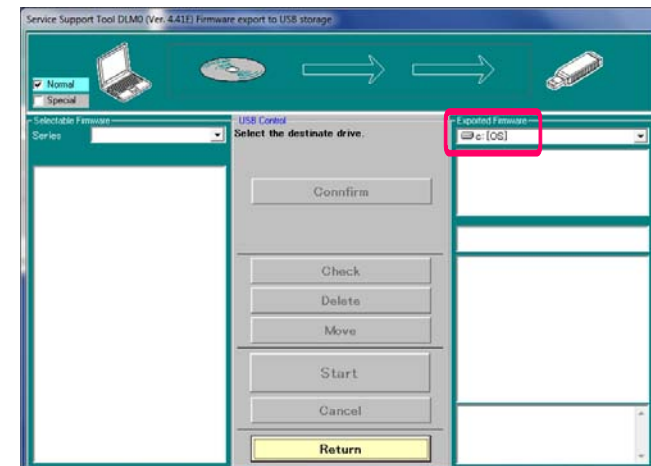 Service Support Tool DLM0 (Ver. 4.41E) Firmware export to USB storage
Normal
Special
Selectable Firmware
Series
USB Control
Select the destinate drive.
Connfirm
Check
Delete
Move
Start
Cancel
Return
Exported Firmware
c: [OS]